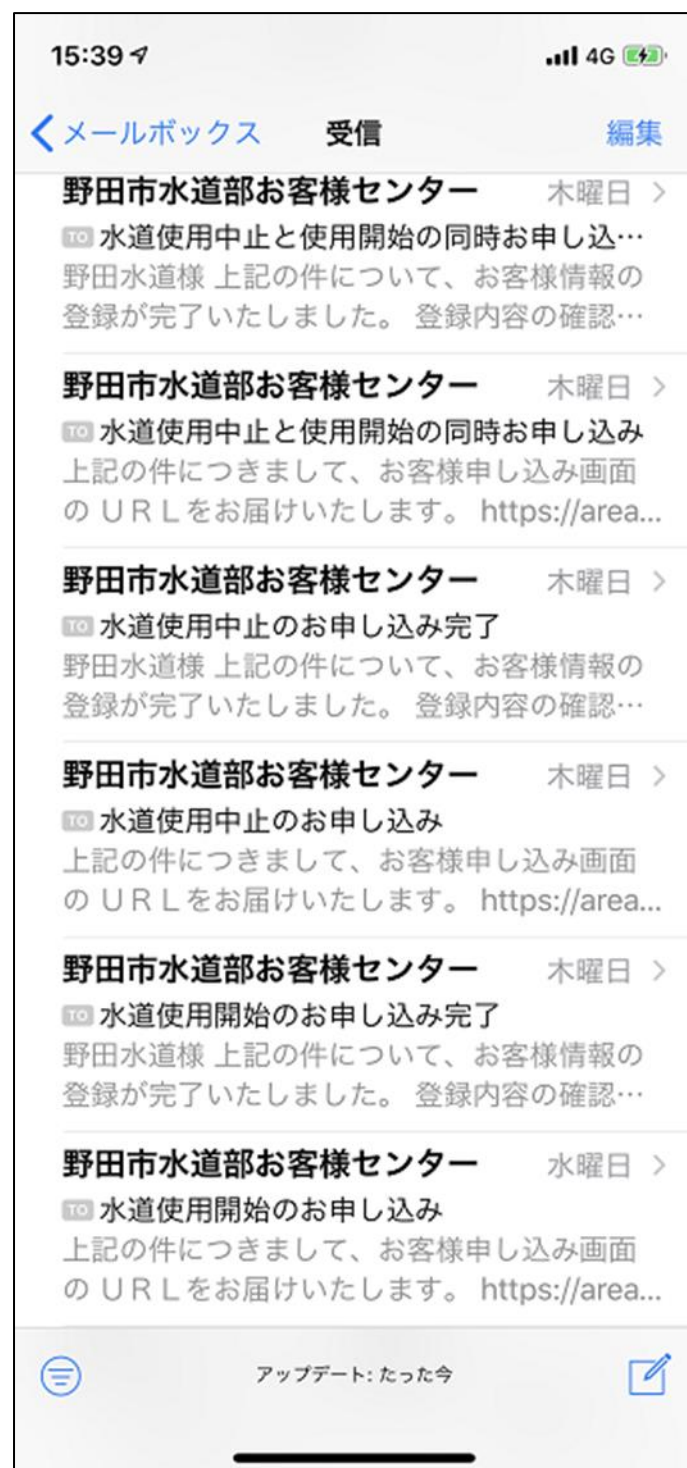 15:39
4G
メールボックス 受信 編集
野田市水道部お客様センター 木曜日
TO 水道使用中止と使用開始の同時お申し込…
野田水道様 上記の件について、お客様情報の
登録が完了いたしました。 登録内容の確認…
野田市水道部お客様センター 木曜日
TO 水道使用中止と使用開始の同時お申し込み
上記の件につきまして、お客様申し込み画面
のＵＲＬをお届けいたします。 https://area...
野田市水道部お客様センター 木曜日
TO 水道使用中止のお申し込み完了
野田水道様 上記の件について、お客様情報の
登録が完了いたしました。 登録内容の確認…
野田市水道部お客様センター 木曜日
TO 水道使用中止のお申し込み
上記の件につきまして、お客様申し込み画面
のＵＲＬをお届けいたします。 https://area...
野田市水道部お客様センター 木曜日
TO 水道使用開始のお申し込み完了
野田水道様 上記の件について、お客様情報の
登録が完了いたしました。 登録内容の確認…
野田市水道部お客様センター 水曜日
TO 水道使用開始のお申し込み
上記の件につきまして、お客様申し込み画面
のＵＲＬをお届けいたします。 https://area...
アップデート: たった今